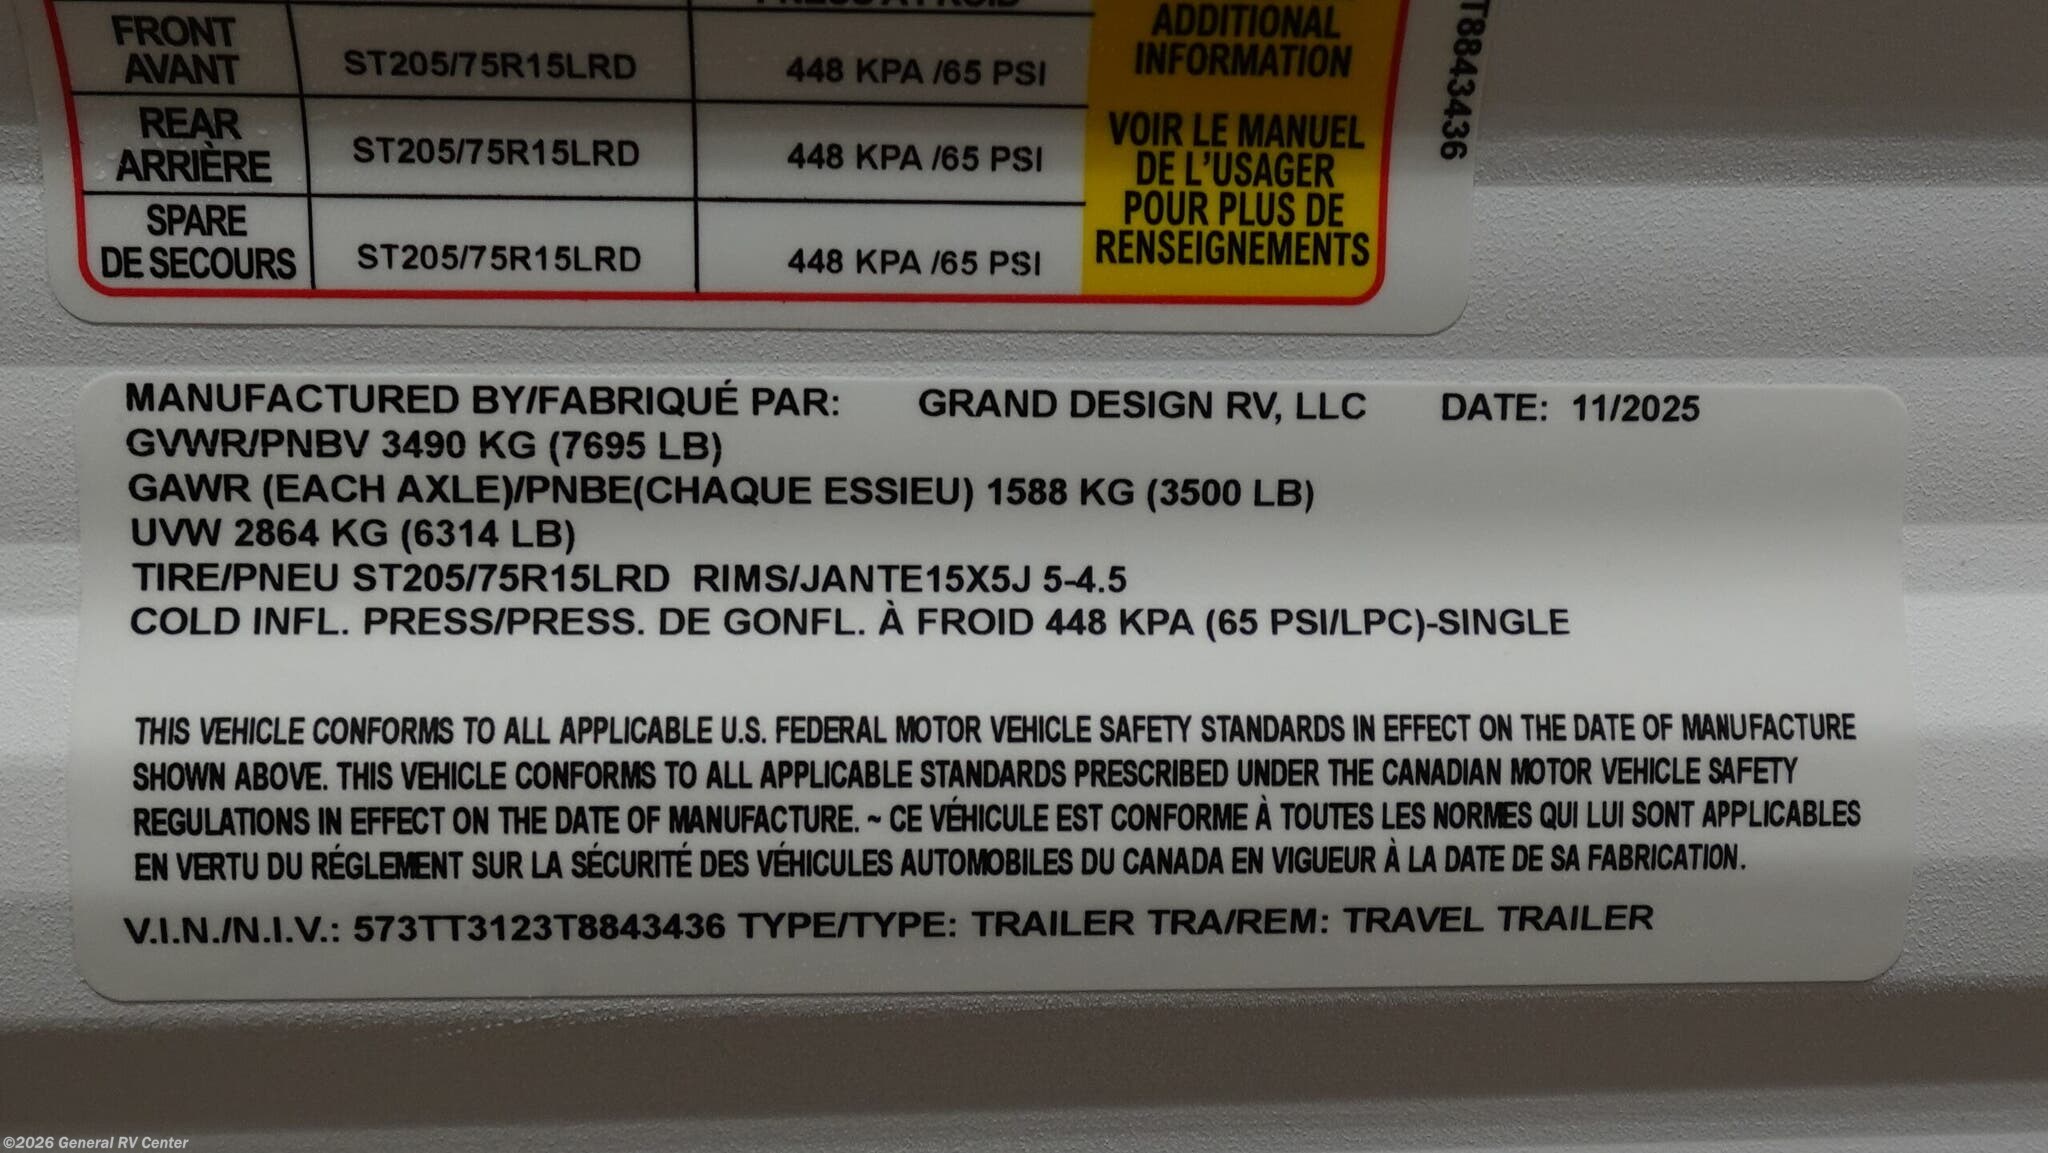 FRONT
AVANT
ST205/75R15LRD
448 KPA /65 PSI
REAR
ARRIÈRE
ST205/75R15LRD
448 KPA /65 PSI
SPARE
DE SECOURS
ST205/75R15LRD
448 KPA /65 PSI
ADDITIONAL
INFORMATION
VOIR LE MANUEL
DE L'USAGER
POUR PLUS DE
RENSEIGNEMENTS
T8843436
MANUFACTURED BY/FABRIQUÉ PAR: GRAND DESIGN RV, LLC DATE: 11/2025
GVWR/PNBV 3490 KG (7695 LB)
GAWR (EACH AXLE)/PNBE(CHAQUE ESSIEU) 1588 KG (3500 LB)
UVW 2864 KG (6314 LB)
TIRE/PNEU ST205/75R15LRD RIMS/JANTE15X5J 5-4.5
COLD INFL. PRESS/PRESS. DE GONFL. À FROID 448 KPA (65 PSI/LPC)-SINGLE
THIS VEHICLE CONFORMS TO ALL APPLICABLE U.S. FEDERAL MOTOR VEHICLE SAFETY STANDARDS IN EFFECT ON THE DATE OF MANUFACTURE
SHOWN ABOVE. THIS VEHICLE CONFORMS TO ALL APPLICABLE STANDARDS PRESCRIBED UNDER THE CANADIAN MOTOR VEHICLE SAFETY
REGULATIONS IN EFFECT ON THE DATE OF MANUFACTURE. ~ CE VÉHICULE EST CONFORME À TOUTES LES NORMES QUI LUI SONT APPLICABLES
EN VERTU DU RÉGLEMENT SUR LA SÉCURITÉ DES VÉHICULES AUTOMOBILES DU CANADA EN VIGUEUR À LA DATE DE SA FABRICATION.
V.I.N./N.I.V.: 573TT3123T8843436 TYPE/TYPE: TRAILER TRA/REM: TRAVEL TRAILER
©2026 General RV Center